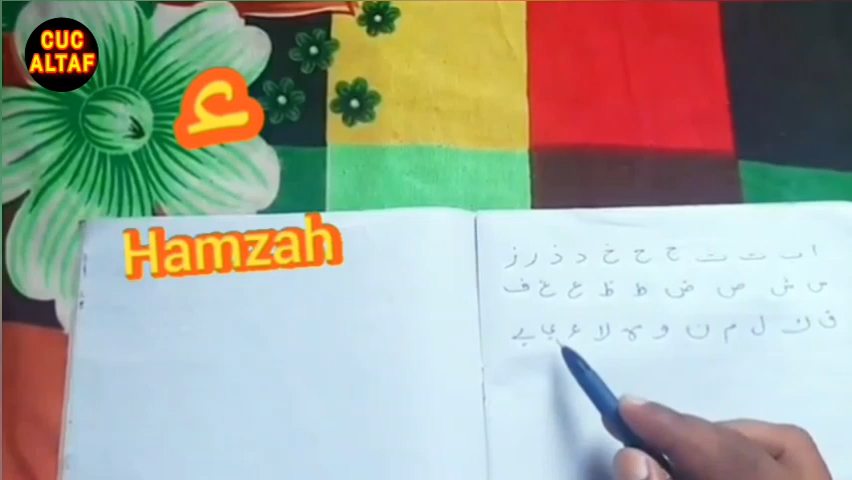 CUC
ALTAF
ء
Hamzah
ا ب ت ث ج ح خ د ذ ر ز
س ش ص ض ط ظ ع غ ف
ق ك ل م ن و ه لا ء ي ے